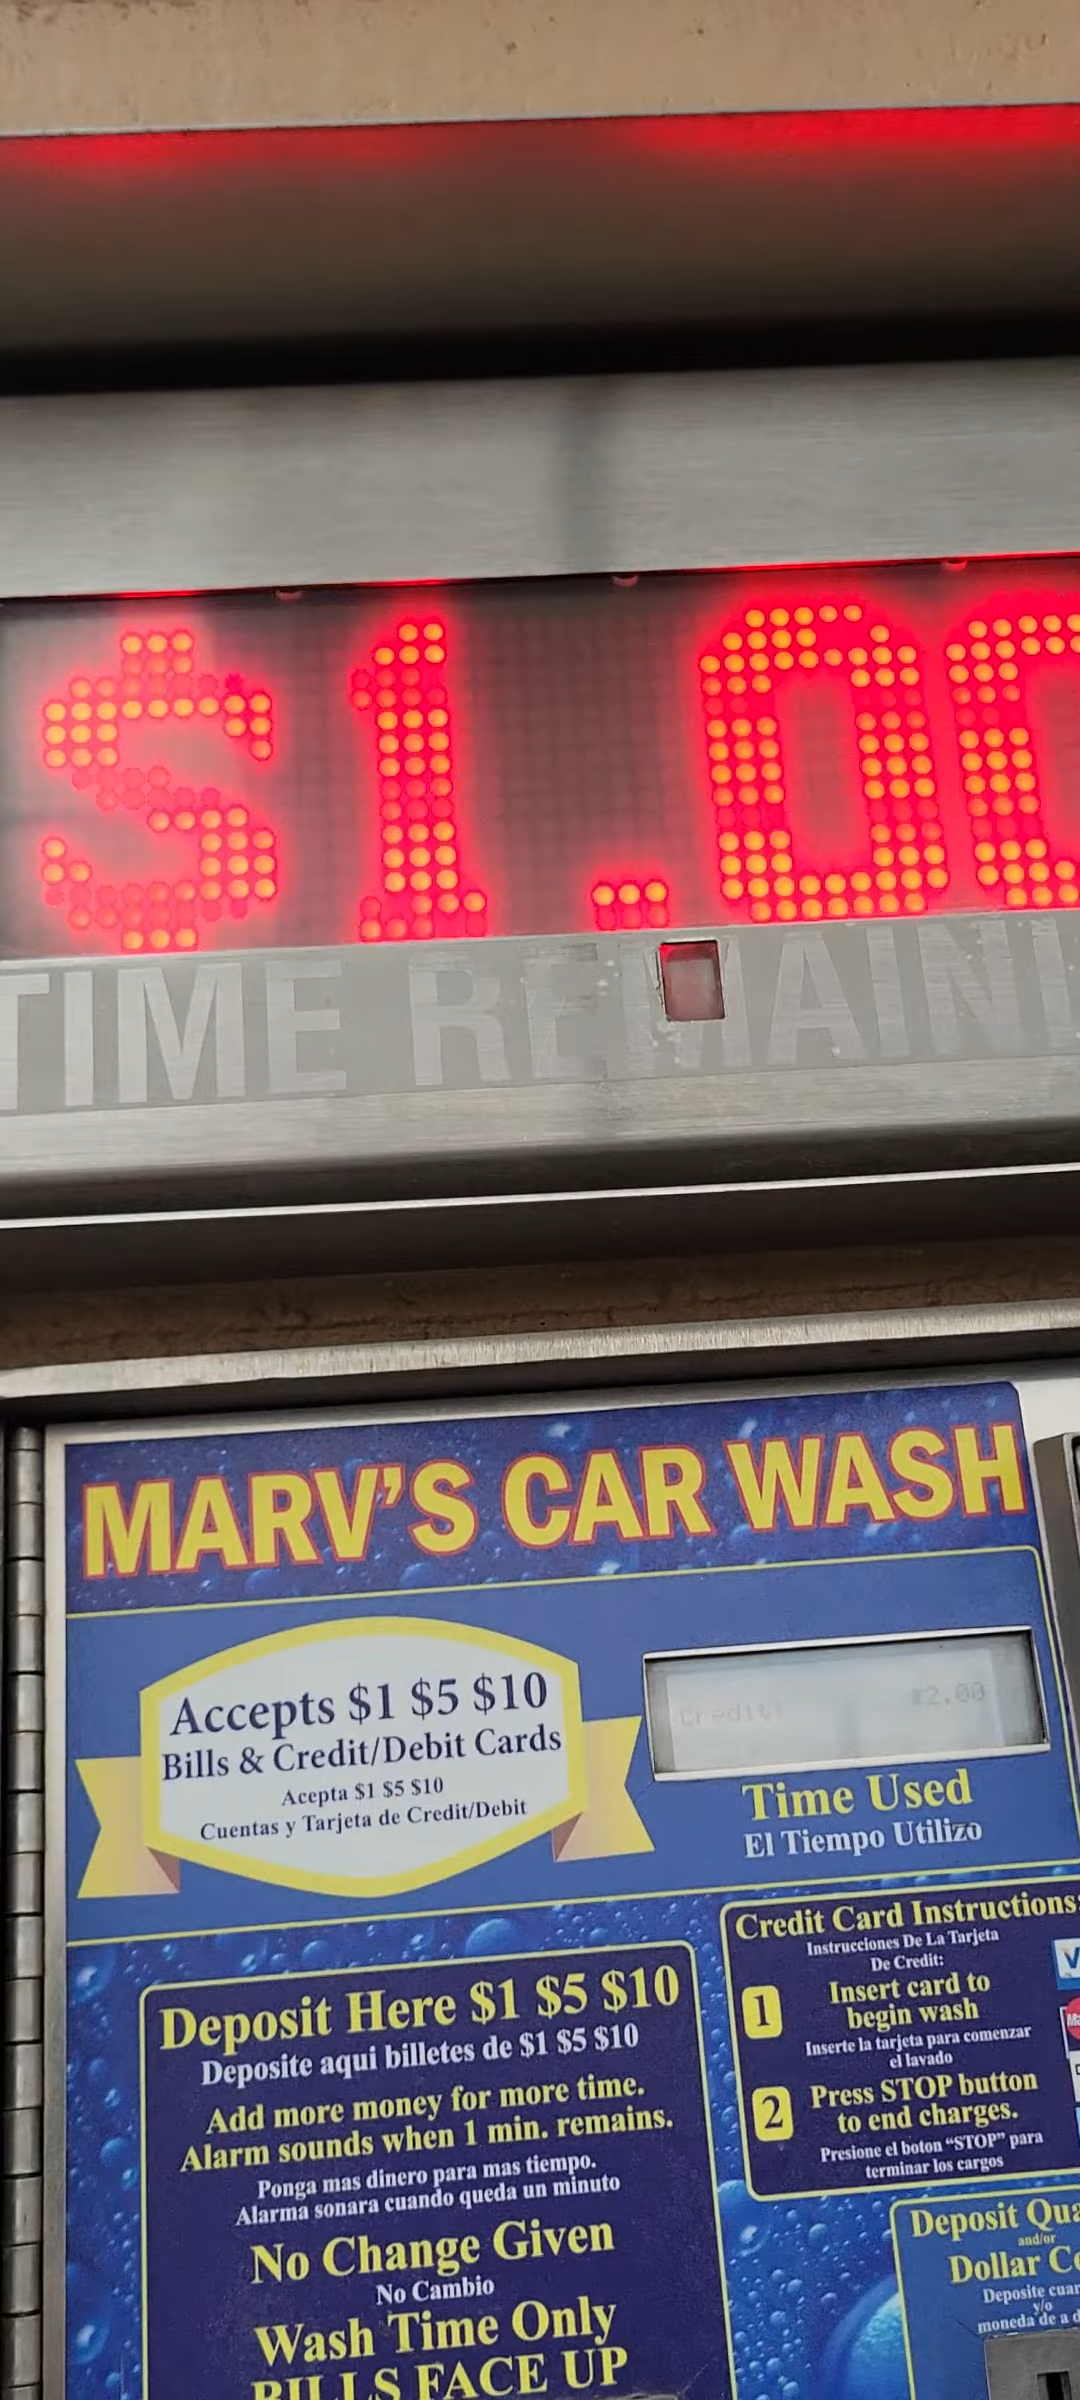 $1.00
TIME REMAIN
MARV'S CAR WASH
Accepts $1 $5 $10
Bills & Credit/Debit Cards
Acepta $1 $5 $10
Cuentas y Tarjeta de Credit/Debit
Credit: $2.00
Time Used
El Tiempo Utilizo
Deposit Here $1 $5 $10
Deposite aqui billetes de $1 $5 $10
Add more money for more time.
Alarm sounds when 1 min. remains.
Ponga mas dinero para mas tiempo.
Alarma sonara cuando queda un minuto
No Change Given
No Cambio
Wash Time Only
BILLS FACE UP
Credit Card Instructions:
Instrucciones De La Tarjeta
De Credit:
1 Insert card to
begin wash
Inserte la tarjeta para comenzar
el lavado
2 Press STOP button
to end charges.
Presione el boton "STOP" para
terminar los cargos
Deposit Qua
and/or
Dollar Co
Deposite cuar
y/o
moneda de a d